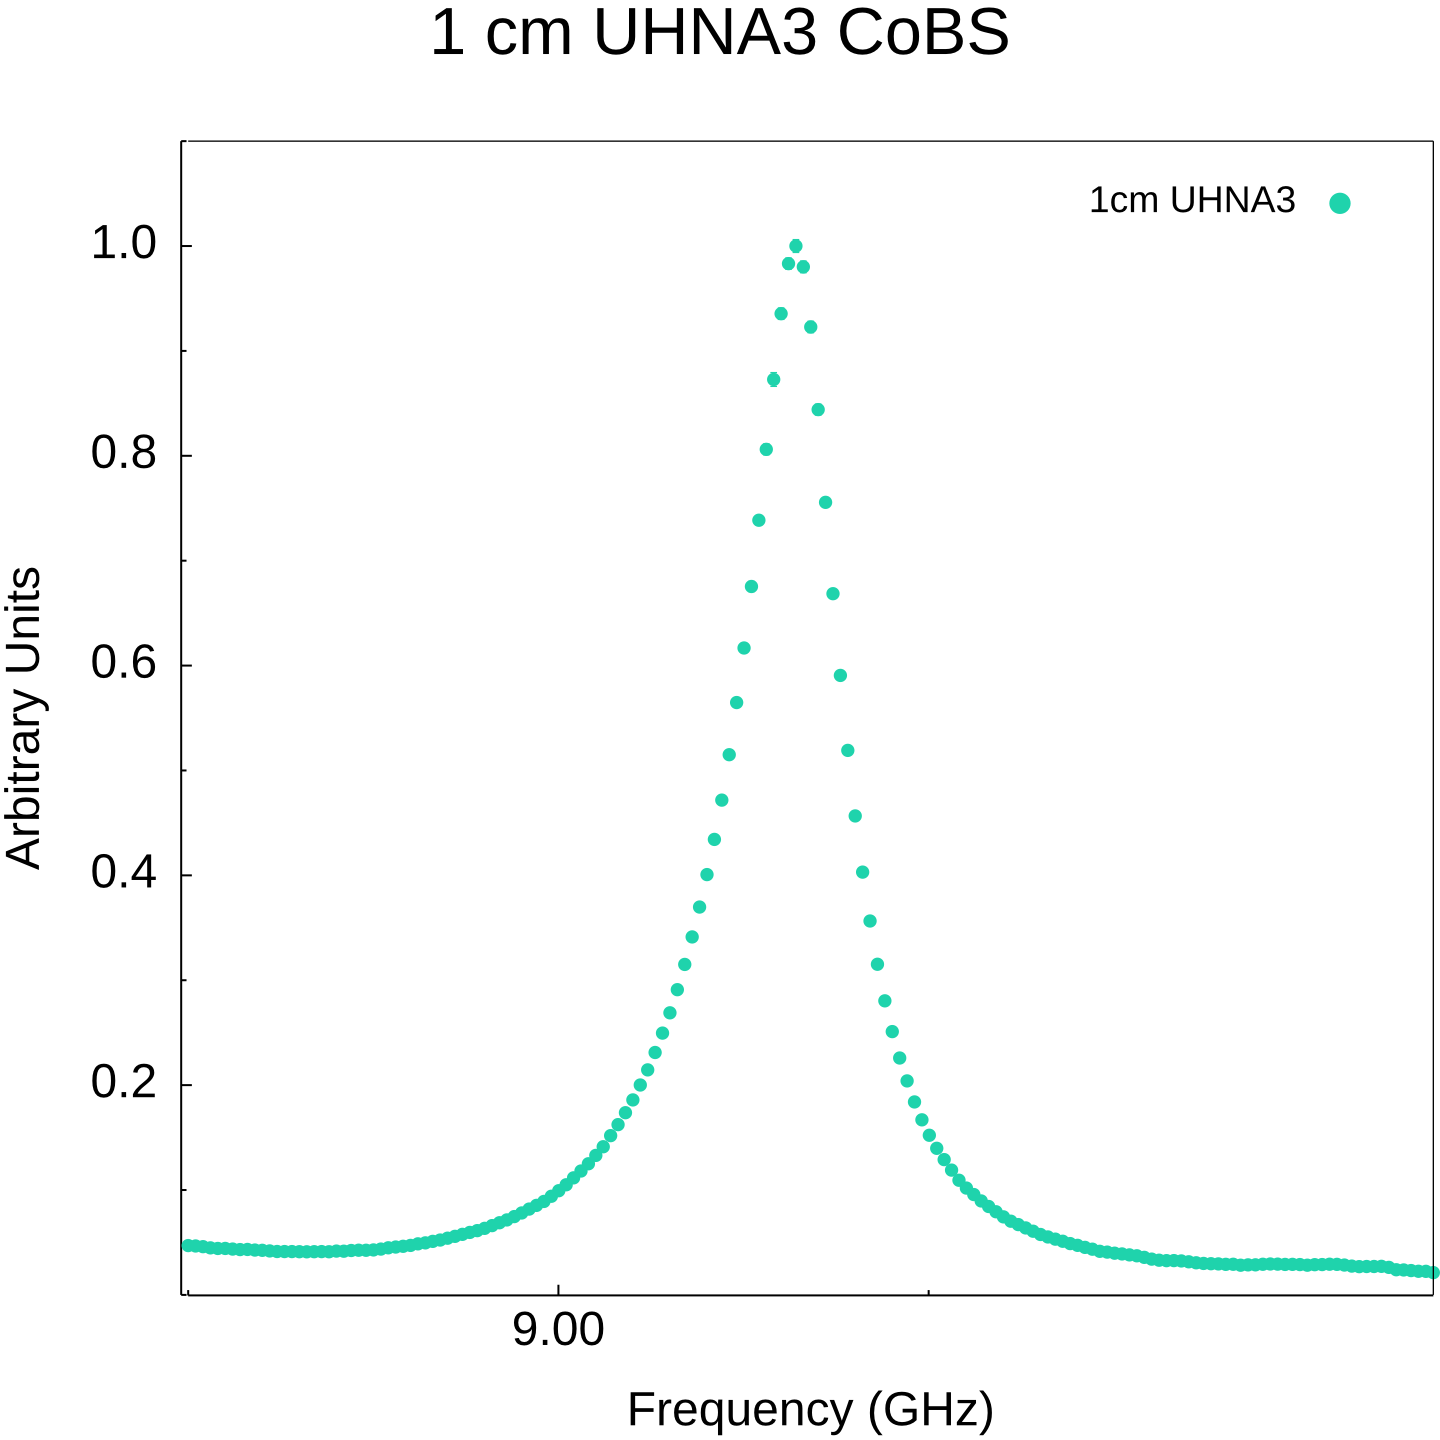 1 cm UHNA3 CoBS
1cm UHNA3
1.0
0.8
0.6
0.4
0.2
Arbitrary Units
9.00
Frequency (GHz)